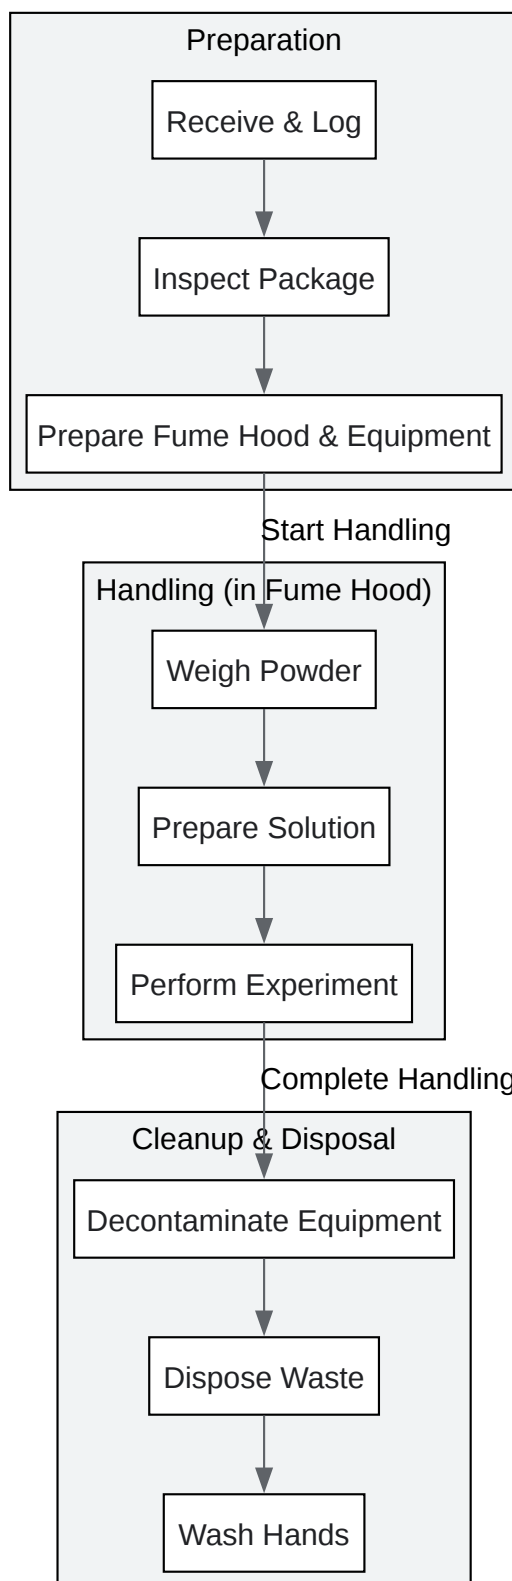 Preparation
Receive & Log
Inspect Package
Prepare Fume Hood & Equipment
Start Handling
Handling (in Fume Hood)
Weigh Powder
Prepare Solution
Perform Experiment
Complete Handling
Cleanup & Disposal
Decontaminate Equipment
Dispose Waste
Wash Hands